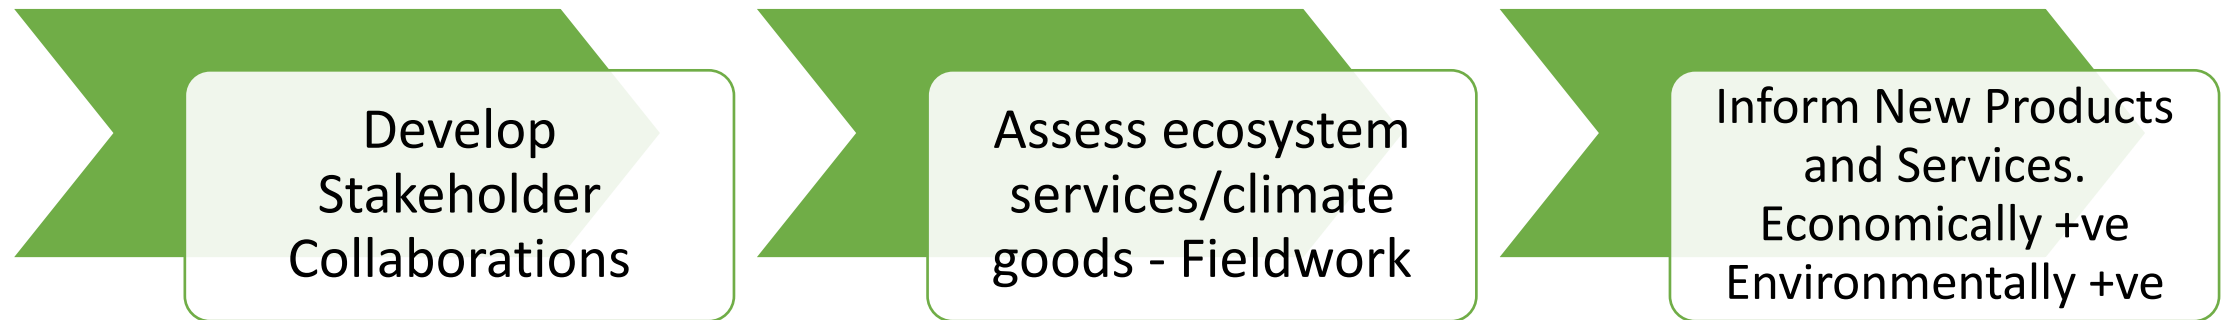 Develop
Stakeholder
Collaborations
Assess ecosystem
services/climate
goods - Fieldwork
Inform New Products
and Services.
Economically +ve
Environmentally +ve